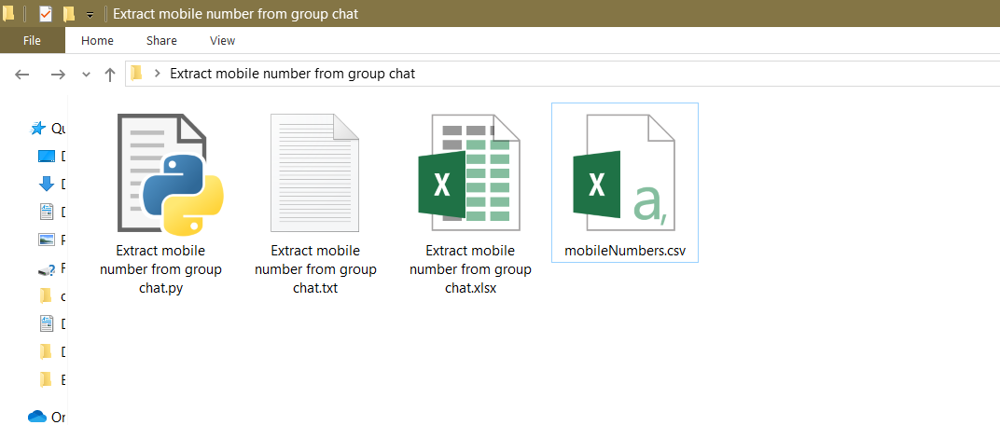 Extract mobile number from group chat
File Home Share View
Extract mobile number from group chat
Extract mobile
number from group
chat.py
Extract mobile
number from group
chat.txt
Extract mobile
number from group
chat.xlsx
mobileNumbers.csv